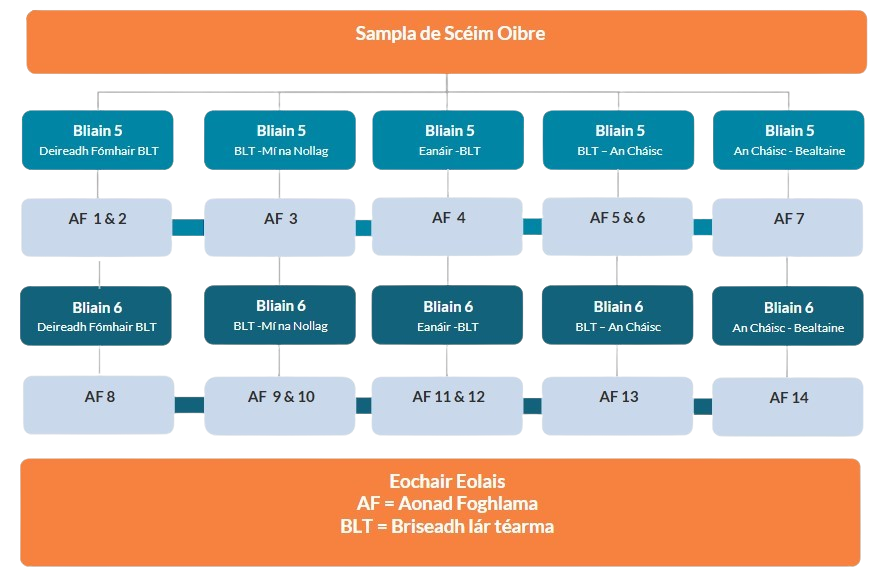 Sampla de Scéim Oibre
Bliain 5
Deireadh Fómhair BLT
Bliain 5
BLT -Mí na Nollag
Bliain 5
Eanáir -BLT
Bliain 5
BLT – An Cháisc
Bliain 5
An Cháisc - Bealtaine
AF 1 & 2
AF 3
AF 4
AF 5 & 6
AF 7
Bliain 6
Deireadh Fómhair BLT
Bliain 6
BLT -Mí na Nollag
Bliain 6
Eanáir -BLT
Bliain 6
BLT – An Cháisc
Bliain 6
An Cháisc - Bealtaine
AF 8
AF 9 & 10
AF 11 & 12
AF 13
AF 14
Eochair Eolais
AF = Aonad Foghlama
BLT = Briseadh lár téarma